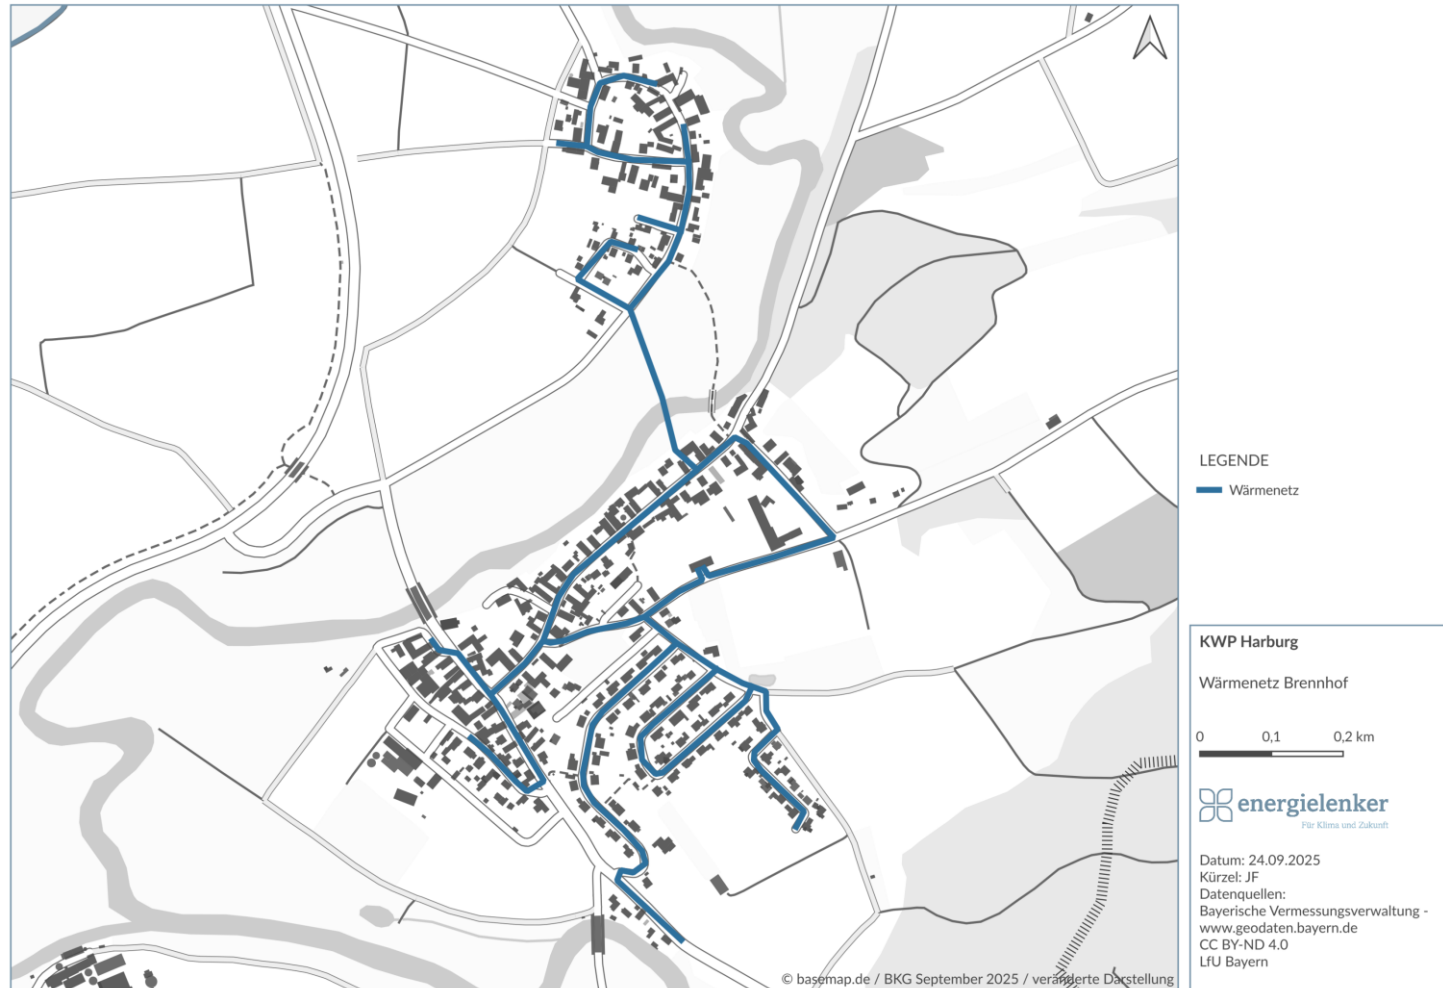 LEGENDE
Wärmenetz
KWP Harburg
Wärmenetz Brennhof
0 0,1 0,2 km
energielenker
Für Klima und Zukunft
Datum: 24.09.2025
Kürzel: JF
Datenquellen:
Bayerische Vermessungsverwaltung -
www.geodaten.bayern.de
CC BY-ND 4.0
LfU Bayern
© basemap.de / BKG September 2025 / veränderte Darstellung